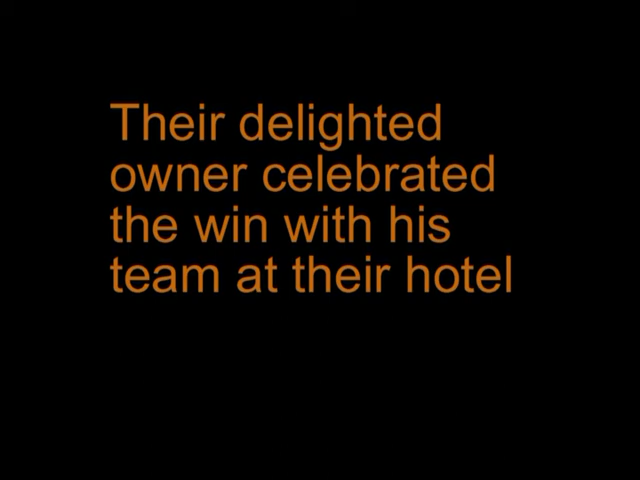 Their delighted
owner celebrated
the win with his
team at their hotel